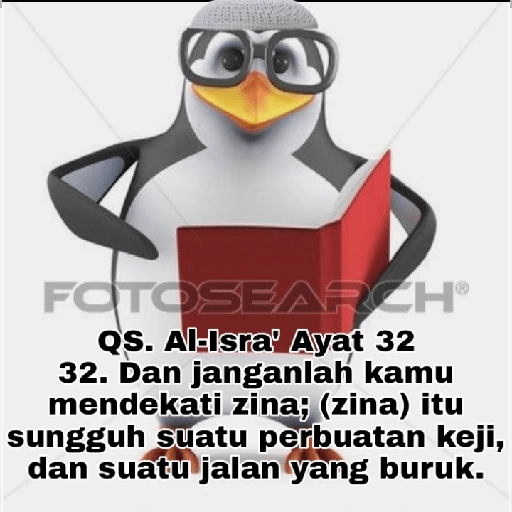 FOTOSEARCH®
QS. Al-Isra' Ayat 32
32. Dan janganlah kamu
mendekati zina; (zina) itu
sungguh suatu perbuatan keji,
dan suatu jalan yang buruk.